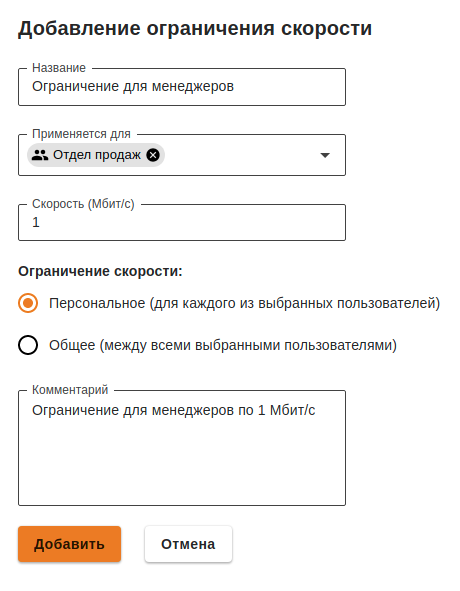 Добавление ограничения скорости
Название
Ограничение для менеджеров
Применяется для
Отдел продаж
Скорость (Мбит/с)
1
Ограничение скорости:
Персональное (для каждого из выбранных пользователей)
Общее (между всеми выбранными пользователями)
Комментарий
Ограничение для менеджеров по 1 Мбит/с
Добавить
Отмена